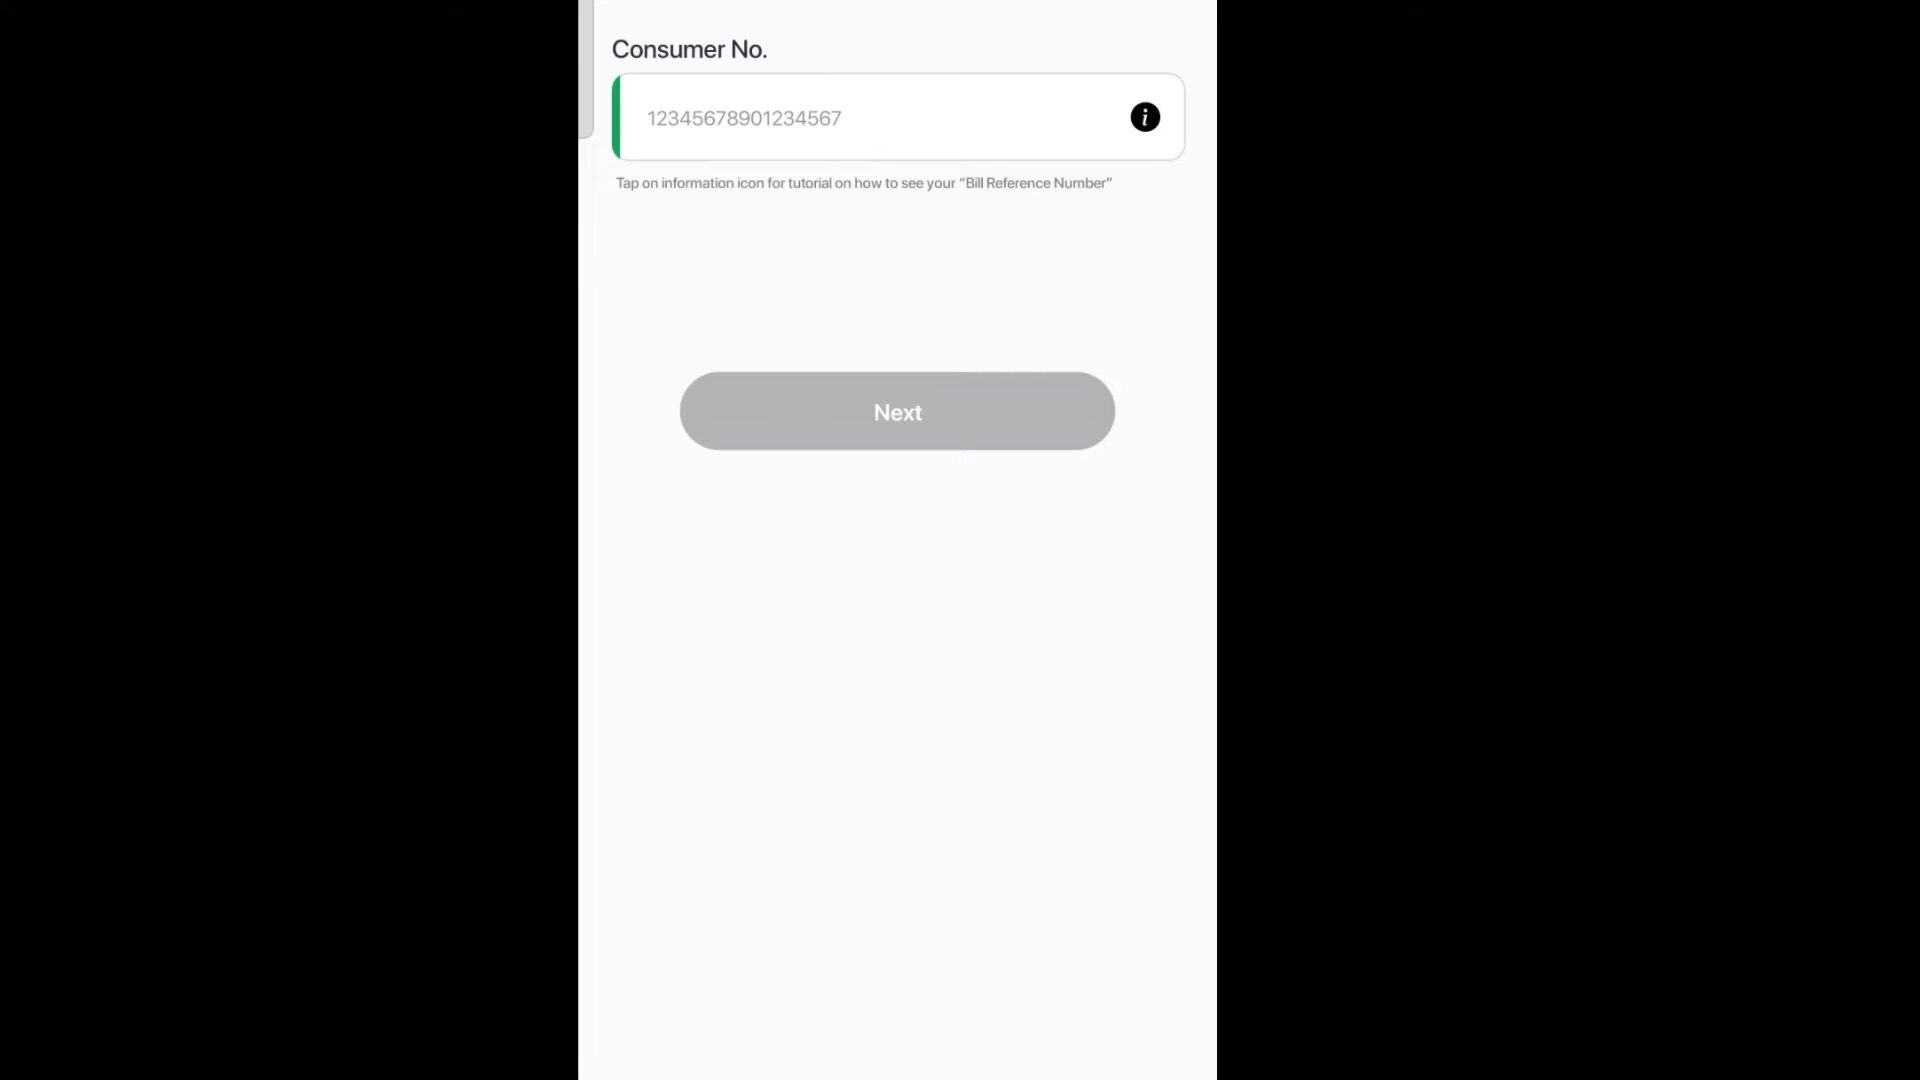 Consumer No.
12345678901234567
i
Tap on information icon for tutorial on how to see your “Bill Reference Number”
Next